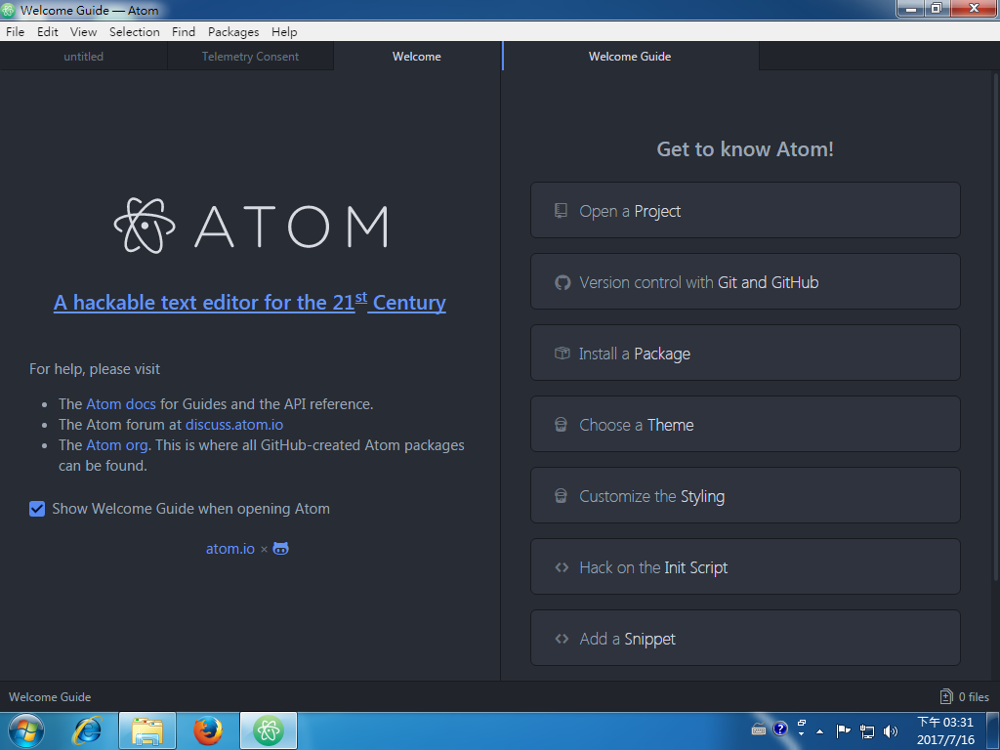 Welcome Guide — Atom
File Edit View Selection Find Packages Help
untitled Telemetry Consent Welcome Welcome Guide
ATOM
A hackable text editor for the 21st Century
For help, please visit
The Atom docs for Guides and the API reference.
The Atom forum at discuss.atom.io
The Atom org. This is where all GitHub-created Atom packages
can be found.
Show Welcome Guide when opening Atom
atom.io ×
Get to know Atom!
Open a Project
Version control with Git and GitHub
Install a Package
Choose a Theme
Customize the Styling
Hack on the Init Script
Add a Snippet
Welcome Guide 0 files
下午 03:31
2017/7/16